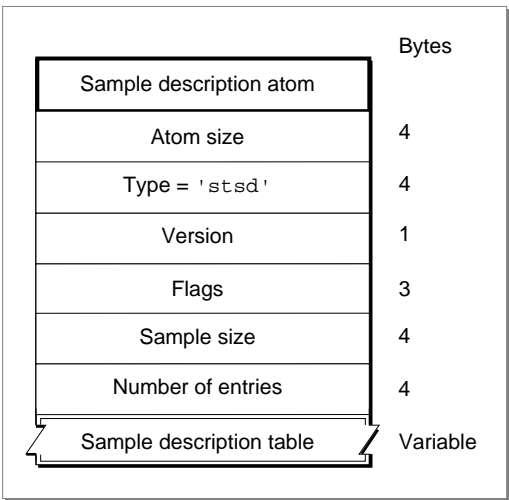 Bytes
Sample description atom
Atom size 4
Type = 'stsd' 4
Version 1
Flags 3
Sample size 4
Number of entries 4
Sample description table Variable